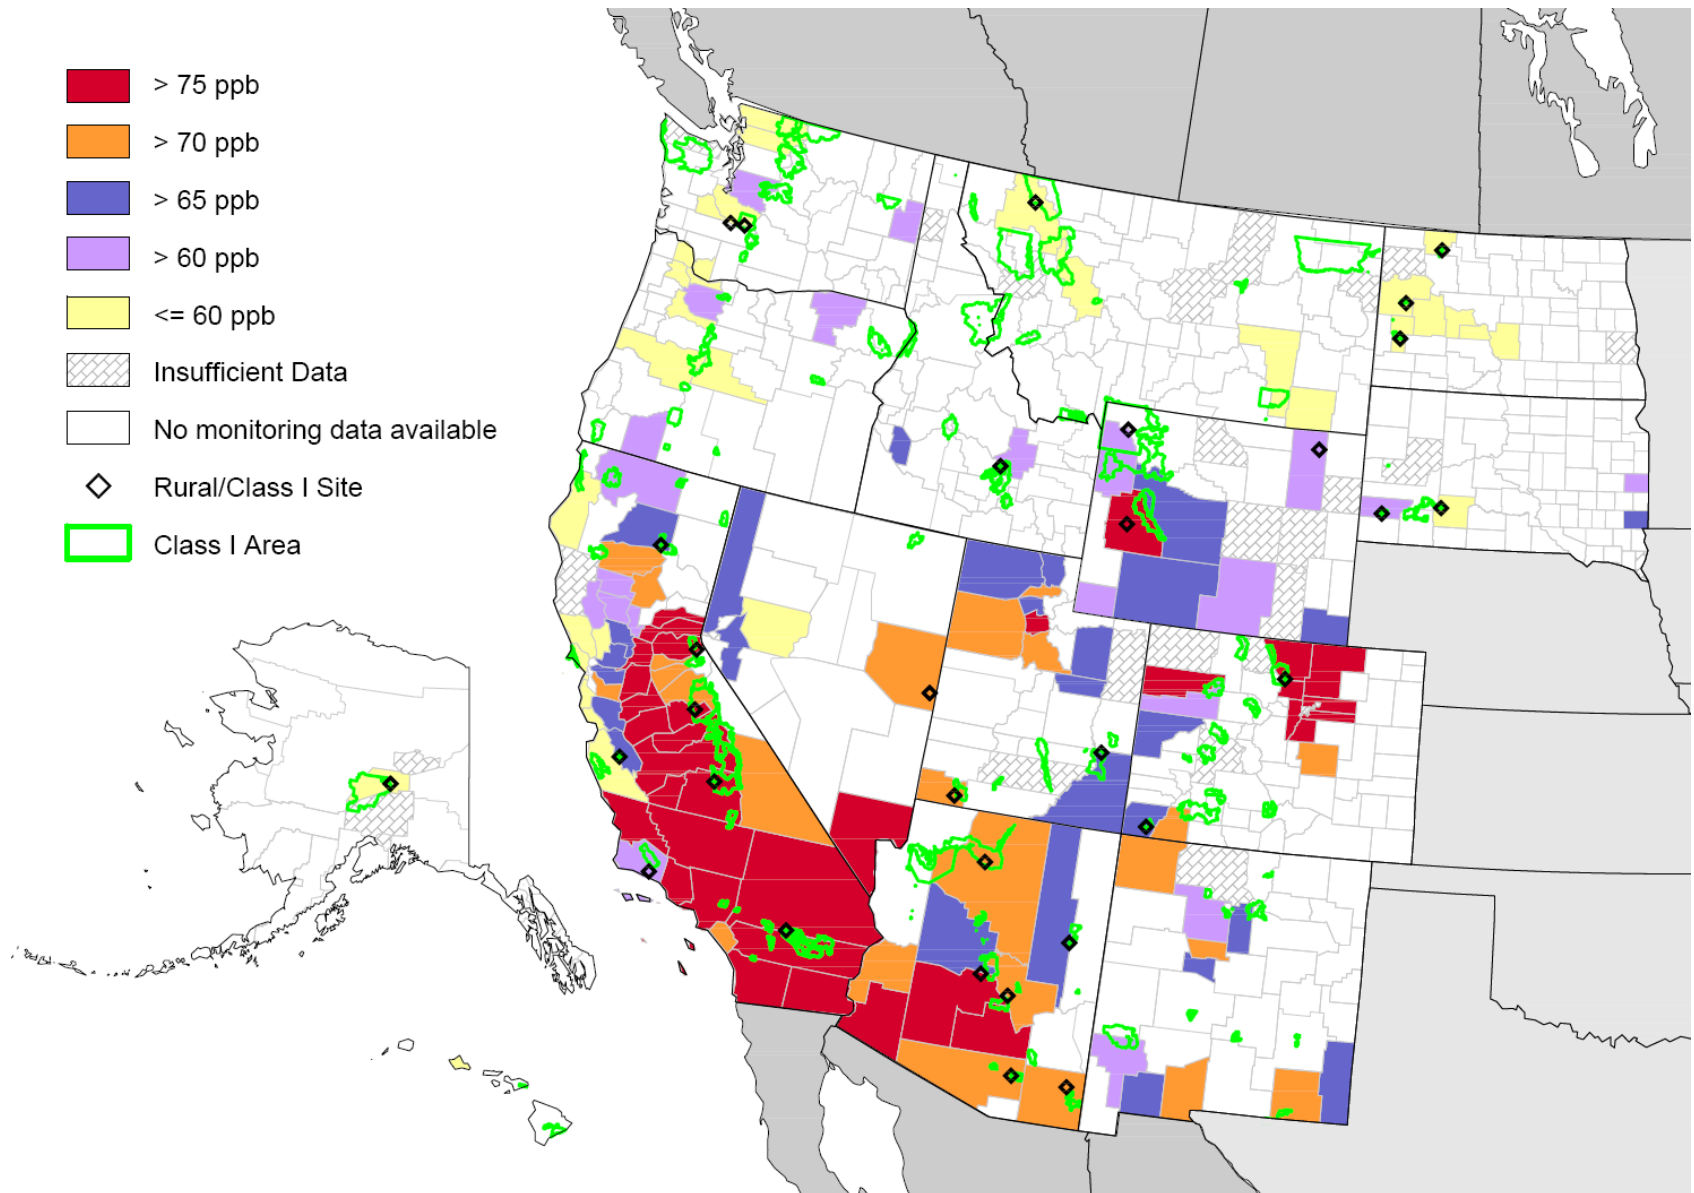 > 75 ppb
> 70 ppb
> 65 ppb
> 60 ppb
<= 60 ppb
Insufficient Data
No monitoring data available
Rural/Class I Site
Class I Area